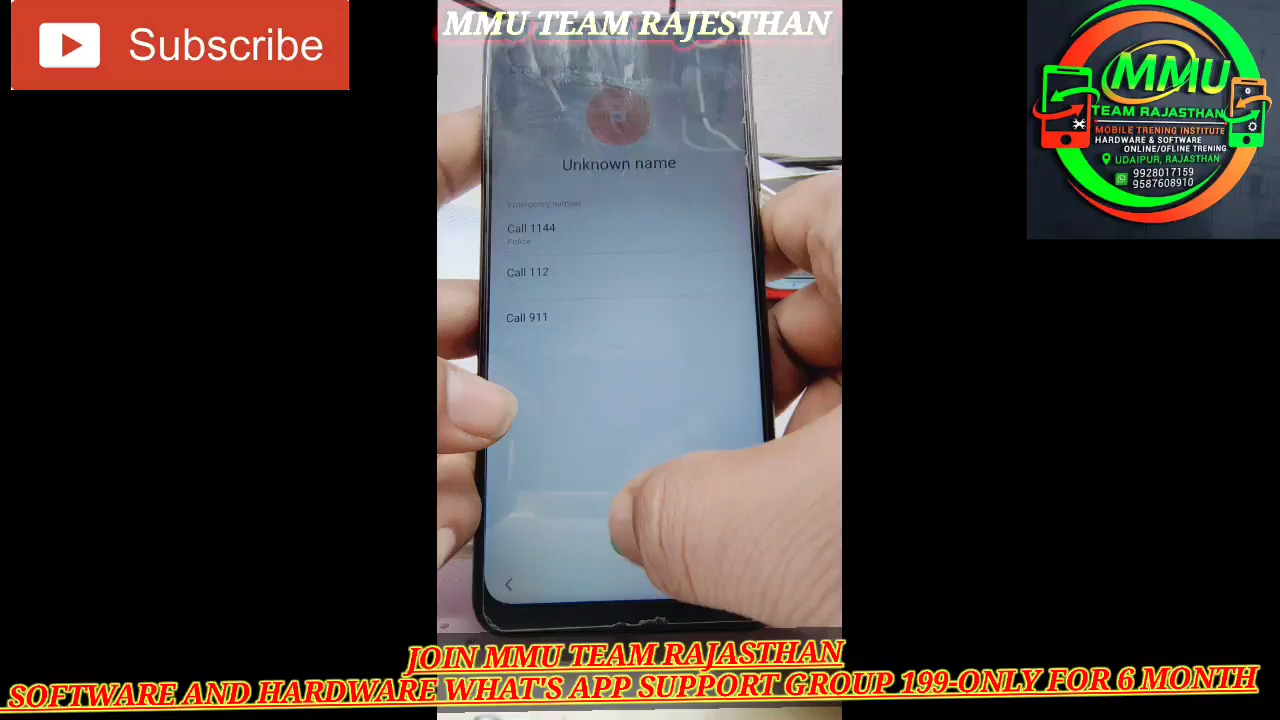 Subscribe
MMU TEAM RAJESTHAN
MMU
TEAM RAJASTHAN
MOBILE TRENING INSTITUTE
HARDWARE & SOFTWARE
ONLINE/OFLINE TRENING
UDAIPUR, RAJASTHAN
9928017159
9587608910
Unknown name
Emergency number
Call 1144
Police
Call 112
Call 911
JOIN MMU TEAM RAJASTHAN
SOFTWARE AND HARDWARE WHAT'S APP SUPPORT GROUP 199-ONLY FOR 6 MONTH